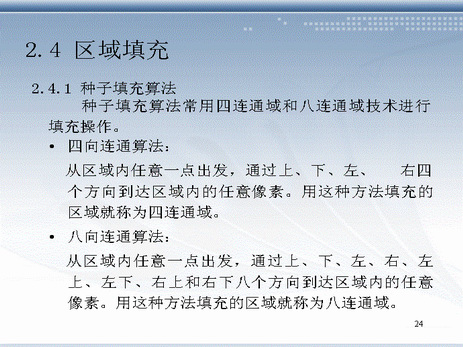 2.4 区域填充
2.4.1 种子填充算法
种子填充算法常用四连通域和八连通域技术进行
填充操作。
• 四向连通算法：
从区域内任意一点出发，通过上、下、左、 右四
个方向到达区域内的任意像素。用这种方法填充的
区域就称为四连通域。
• 八向连通算法：
从区域内任意一点出发，通过上、下、左、右、左
上、左下、右上和右下八个方向到达区域内的任意
像素。用这种方法填充的区域就称为八连通域。
24